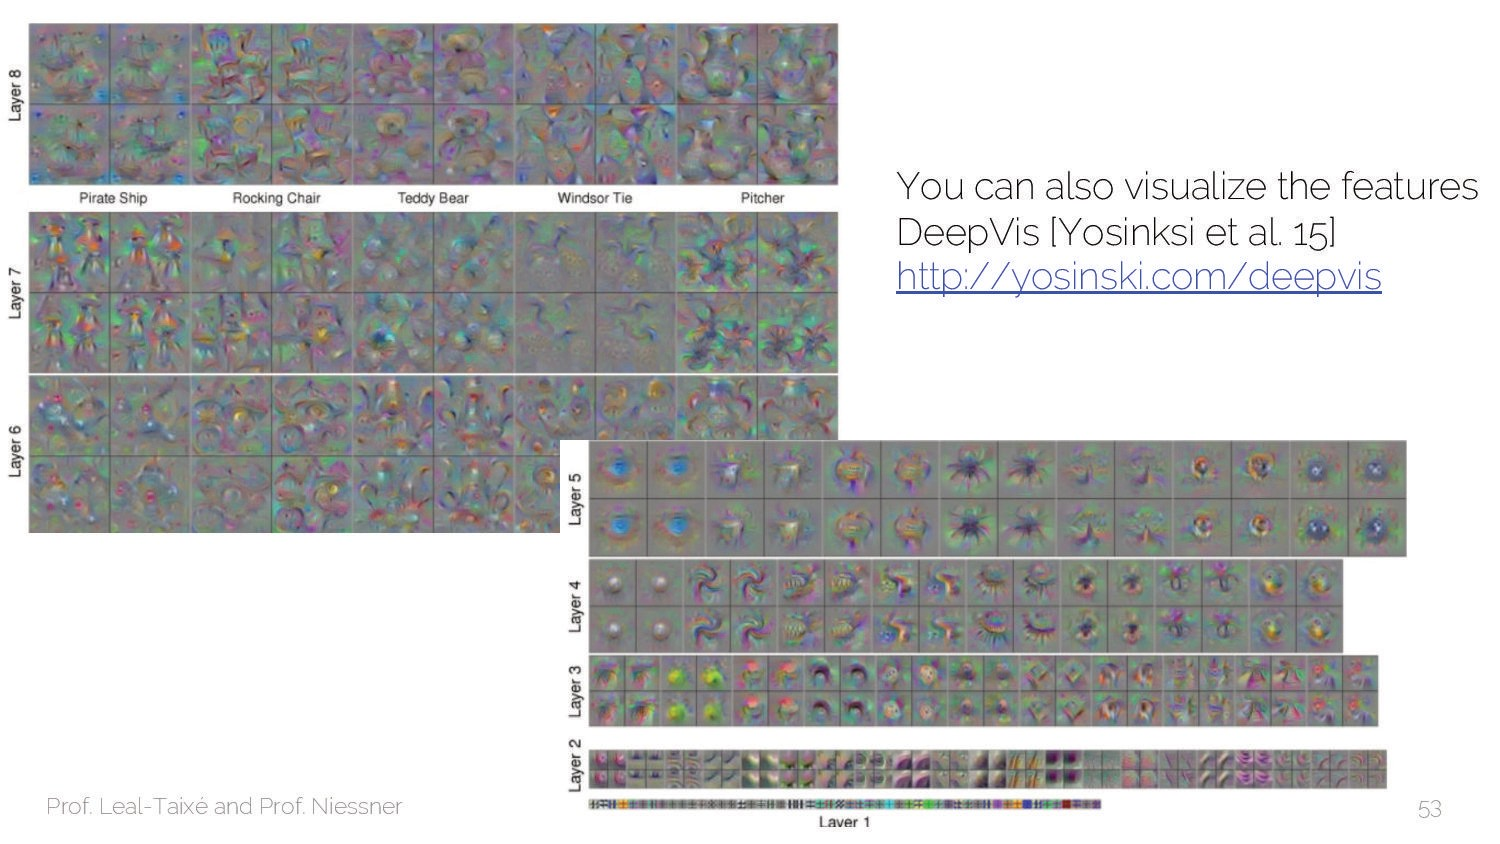 Layer 8
Pirate Ship
Rocking Chair
Teddy Bear
Windsor Tie
Pitcher
Layer 7
Layer 6
You can also visualize the features
DeepVis [Yosinksi et al. 15]
http://yosinski.com/deepvis
Layer 5
Layer 4
Layer 3
Layer 2
Layer 1
Prof. Leal-Taixé and Prof. Niessner
53